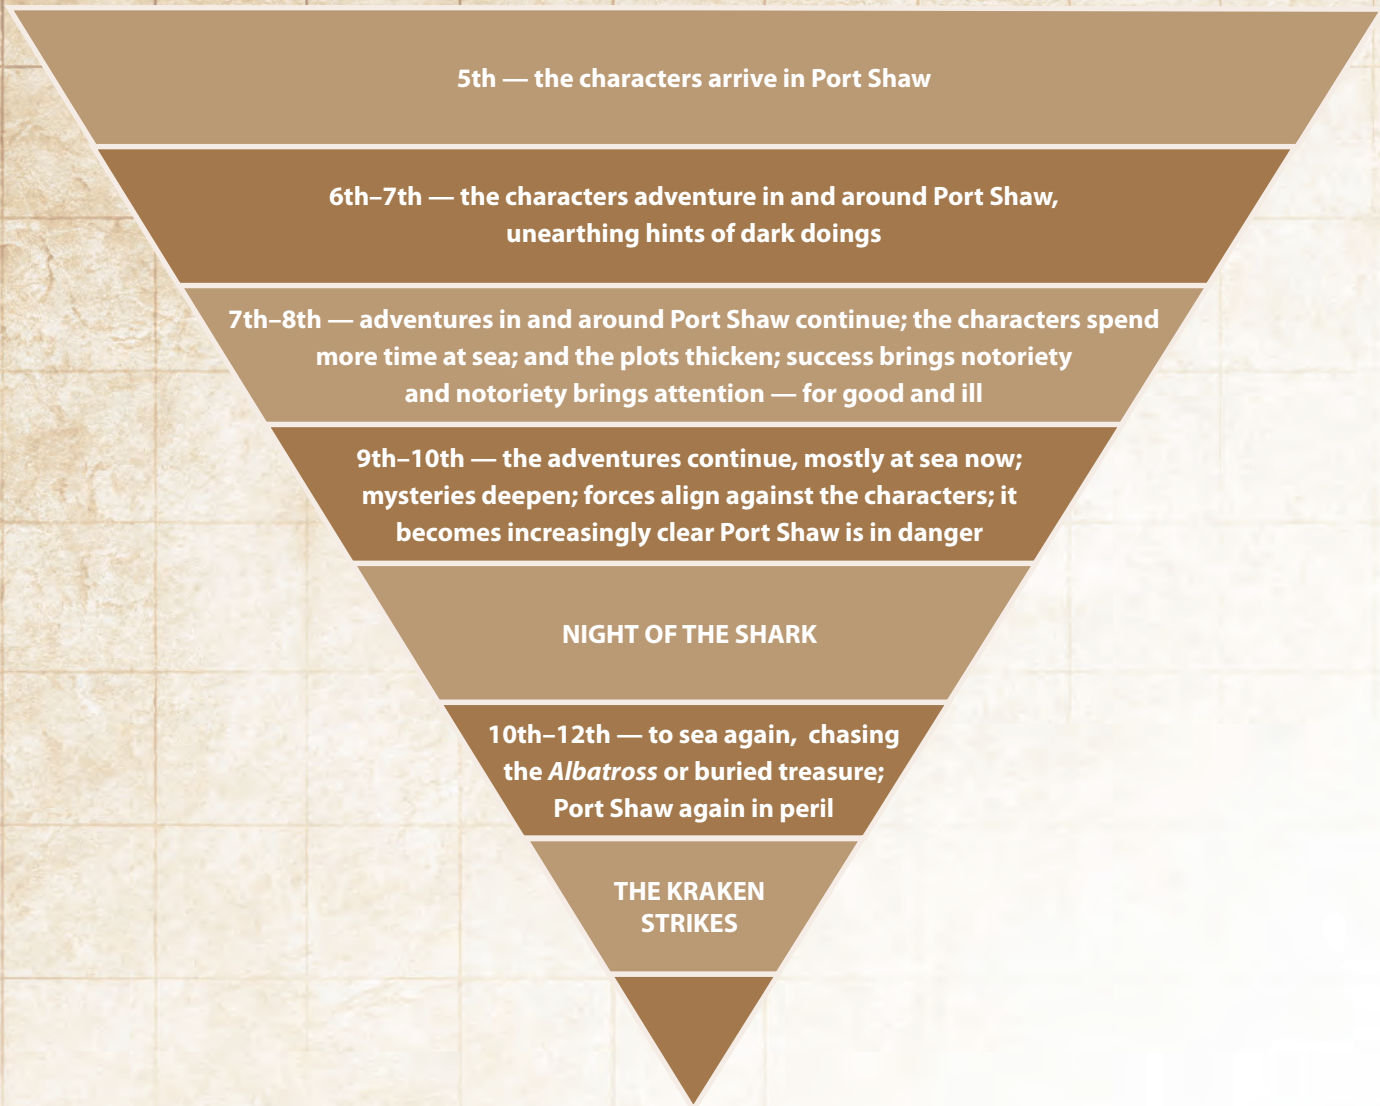 5th — the characters arrive in Port Shaw
6th–7th — the characters adventure in and around Port Shaw,
unearthing hints of dark doings
7th–8th — adventures in and around Port Shaw continue; the characters spend
more time at sea; and the plots thicken; success brings notoriety
and notoriety brings attention — for good and ill
9th–10th — the adventures continue, mostly at sea now;
mysteries deepen; forces align against the characters; it
becomes increasingly clear Port Shaw is in danger
NIGHT OF THE SHARK
10th–12th — to sea again, chasing
the Albatross or buried treasure;
Port Shaw again in peril
THE KRAKEN
STRIKES